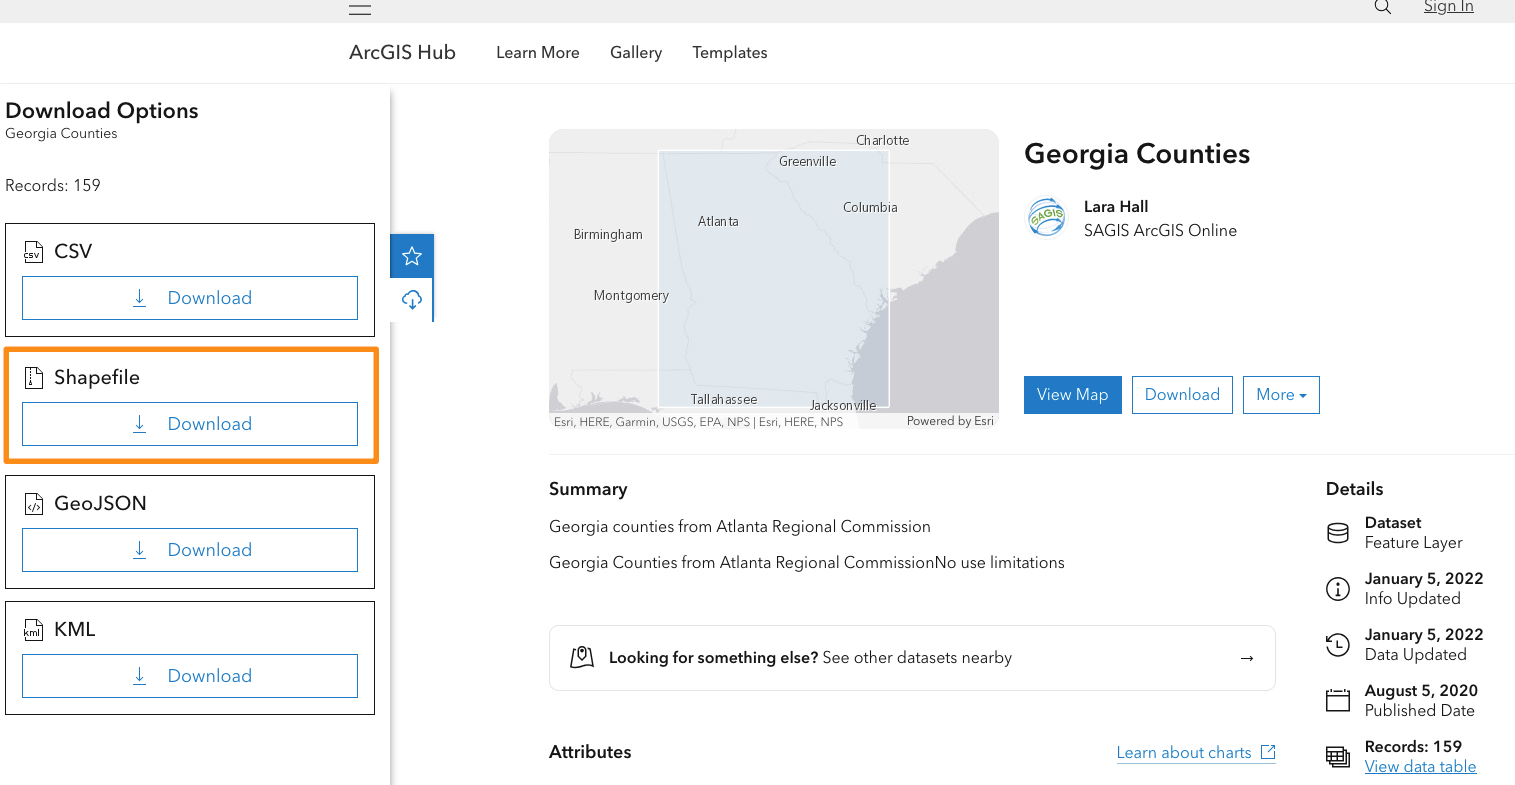 Sign In
ArcGIS Hub Learn More Gallery Templates
Download Options
Georgia Counties
Records: 159
CSV
CSV
Download
Shapefile
Download
GeoJSON
Download
kml
KML
Download
Charlotte
Greenville
Columbia
Atlanta
Birmingham
Montgomery
Tallahassee
Jacksonville
Esri, HERE, Garmin, USGS, EPA, NPS | Esri, HERE, NPS
Powered by Esri
Georgia Counties
SAGIS
Lara Hall
SAGIS ArcGIS Online
View Map Download More
Summary
Georgia counties from Atlanta Regional Commission
Georgia Counties from Atlanta Regional CommissionNo use limitations
Looking for something else? See other datasets nearby →
Attributes
Learn about charts
Details
Dataset
Feature Layer
January 5, 2022
Info Updated
January 5, 2022
Data Updated
August 5, 2020
Published Date
Records: 159
View data table